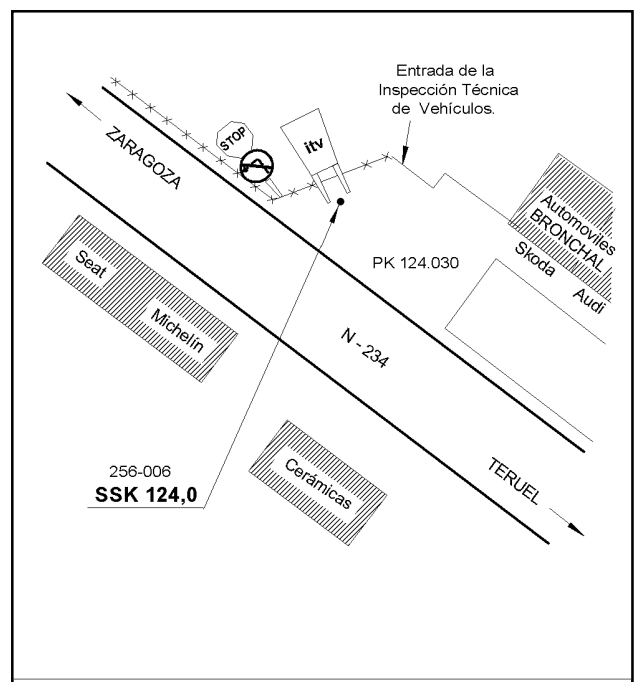 Entrada de la
Inspección Técnica
de Vehículos.
ZARAGOZA
STOP
itv
Automoviles
BRONCHAL
Skoda
Audi
PK 124.030
Seat
Michelín
N - 234
256-006
SSK 124,0
Cerámicas
TERUEL